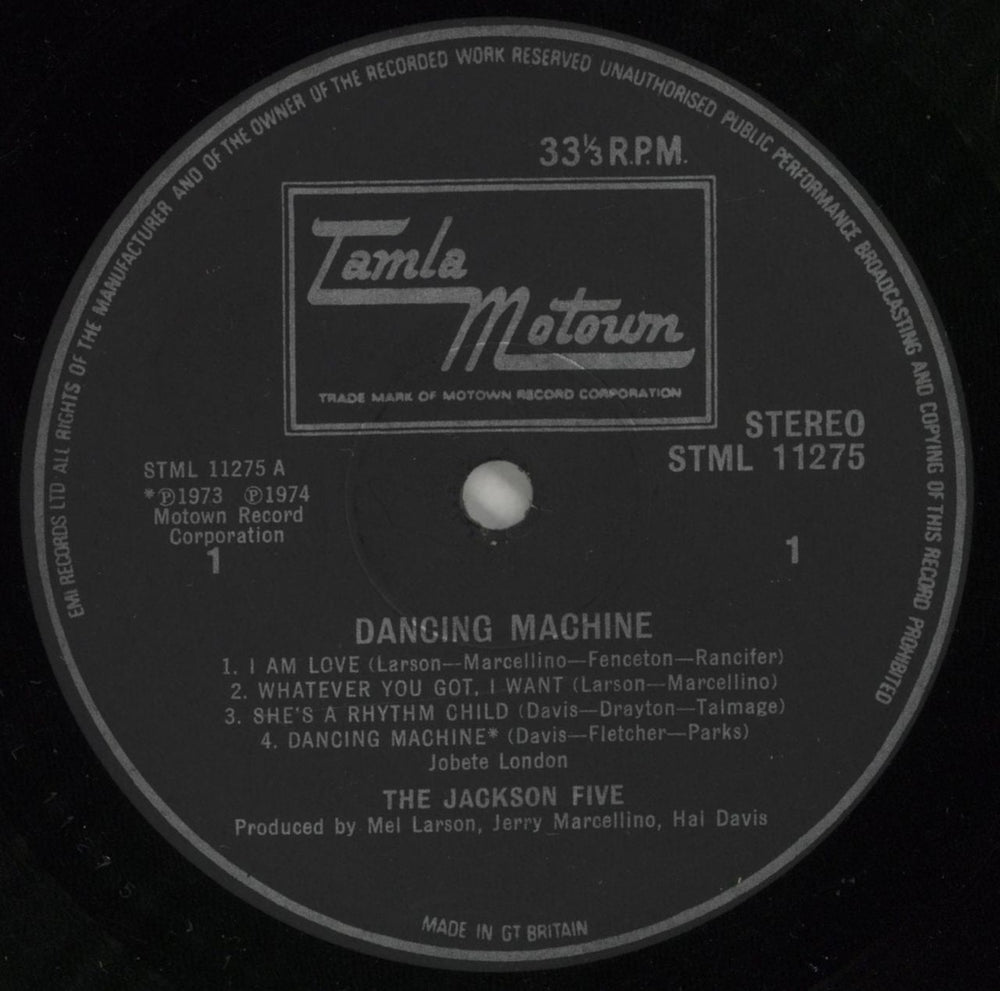 EMI RECORDS LTD ALL RIGHTS OF THE MANUFACTURER AND OF THE OWNER OF THE RECORDED WORK RESERVED UNAUTHORISED PUBLIC PERFORMANCE BROADCASTING AND COPYING OF THIS RECORD PROHIBITED
33⅓ R.P.M.
Tamla
Motown
TRADE MARK OF MOTOWN RECORD CORPORATION
STEREO
STML 11275
STML 11275 A
*℗1973 ℗1974
Motown Record
Corporation
1
1
DANCING MACHINE
1. I AM LOVE (Larson—Marcellino—Fenceton—Rancifer)
2. WHATEVER YOU GOT, I WANT (Larson—Marcellino)
3. SHE'S A RHYTHM CHILD (Davis—Drayton—Talmage)
4. DANCING MACHINE* (Davis—Fletcher—Parks)
Jobete London
THE JACKSON FIVE
Produced by Mel Larson, Jerry Marcellino, Hal Davis
MADE IN GT BRITAIN